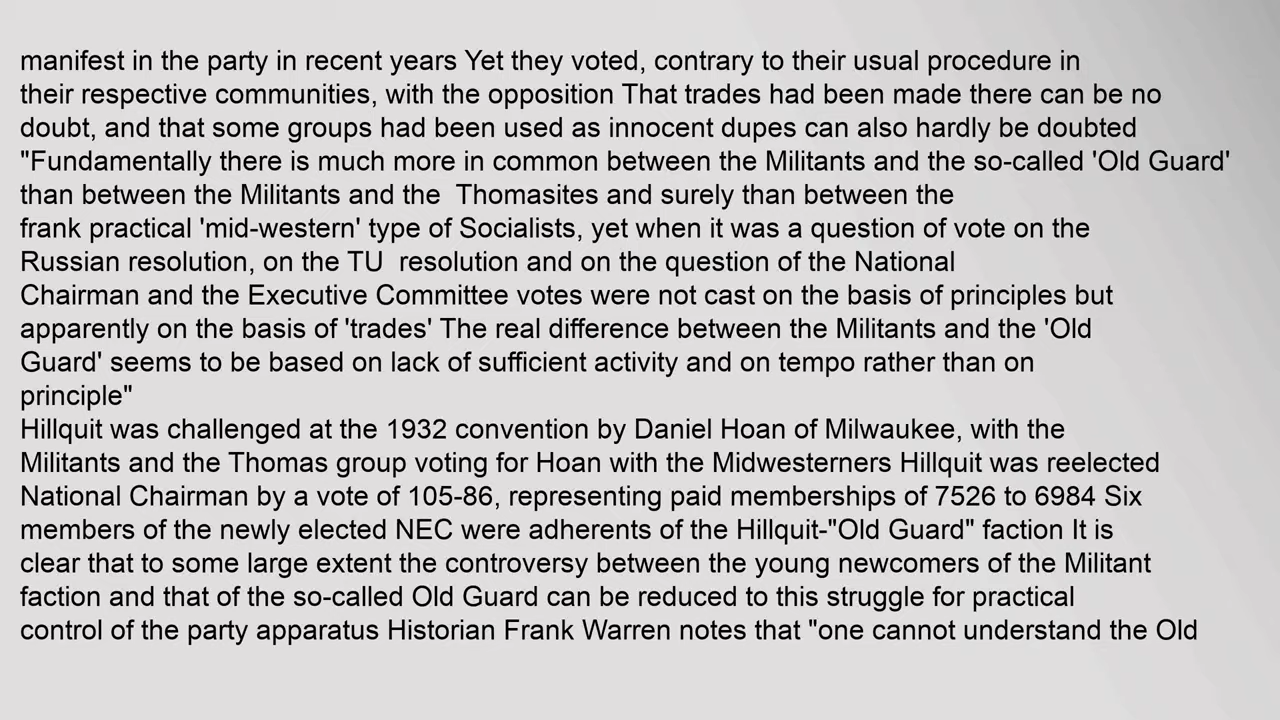 manifest in the party in recent years Yet they voted, contrary to their usual procedure in
their respective communities, with the opposition That trades had been made there can be no
doubt, and that some groups had been used as innocent dupes can also hardly be doubted
"Fundamentally there is much more in common between the Militants and the so-called 'Old Guard'
than between the Militants and the  Thomasites and surely than between the
frank practical 'mid-western' type of Socialists, yet when it was a question of vote on the
Russian resolution, on the TU  resolution and on the question of the National
Chairman and the Executive Committee votes were not cast on the basis of principles but
apparently on the basis of 'trades' The real difference between the Militants and the 'Old
Guard' seems to be based on lack of sufficient activity and on tempo rather than on
principle"
Hillquit was challenged at the 1932 convention by Daniel Hoan of Milwaukee, with the
Militants and the Thomas group voting for Hoan with the Midwesterners Hillquit was reelected
National Chairman by a vote of 105-86, representing paid memberships of 7526 to 6984 Six
members of the newly elected NEC were adherents of the Hillquit-"Old Guard" faction It is
clear that to some large extent the controversy between the young newcomers of the Militant
faction and that of the so-called Old Guard can be reduced to this struggle for practical
control of the party apparatus Historian Frank Warren notes that "one cannot understand the Old